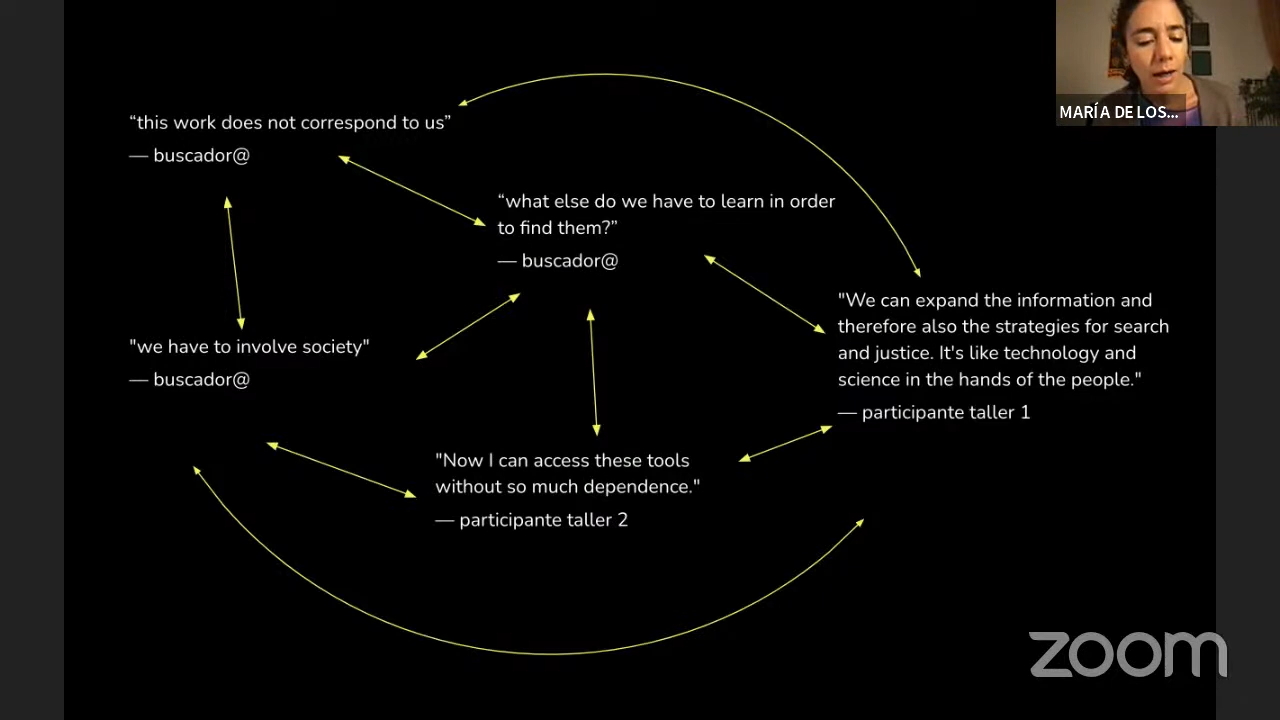 “this work does not correspond to us”
— buscador@
“what else do we have to learn in order
to find them?”
— buscador@
"We can expand the information and
therefore also the strategies for search
and justice. It's like technology and
science in the hands of the people."
— participante taller 1
"we have to involve society"
— buscador@
"Now I can access these tools
without so much dependence."
— participante taller 2
MARÍA DE LOS...
zoom